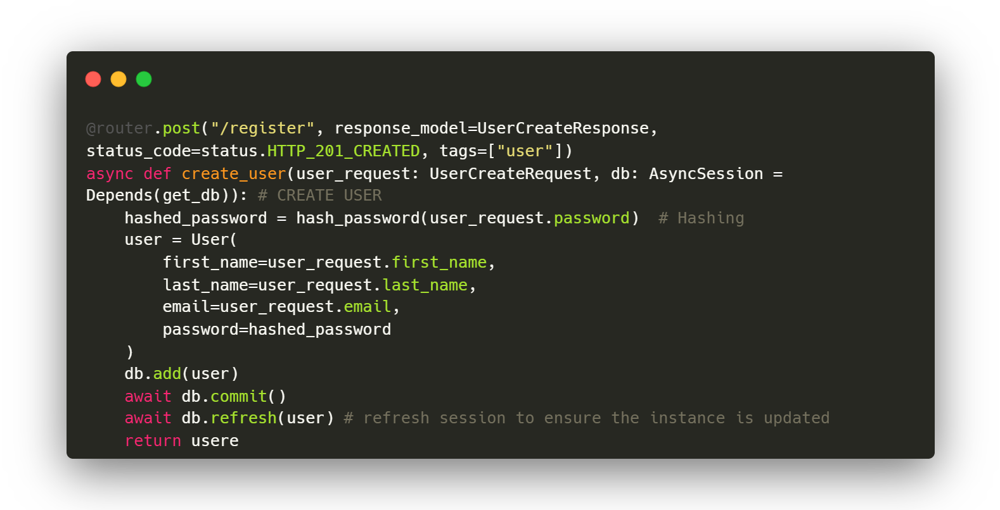 @router.post("/register", response_model=UserCreateResponse,
status_code=status.HTTP_201_CREATED, tags=["user"])
async def create_user(user_request: UserCreateRequest, db: AsyncSession =
Depends(get_db)): # CREATE USER
    hashed_password = hash_password(user_request.password)  # Hashing
    user = User(
        first_name=user_request.first_name,
        last_name=user_request.last_name,
        email=user_request.email,
        password=hashed_password
    )
    db.add(user)
    await db.commit()
    await db.refresh(user) # refresh session to ensure the instance is updated
    return usere